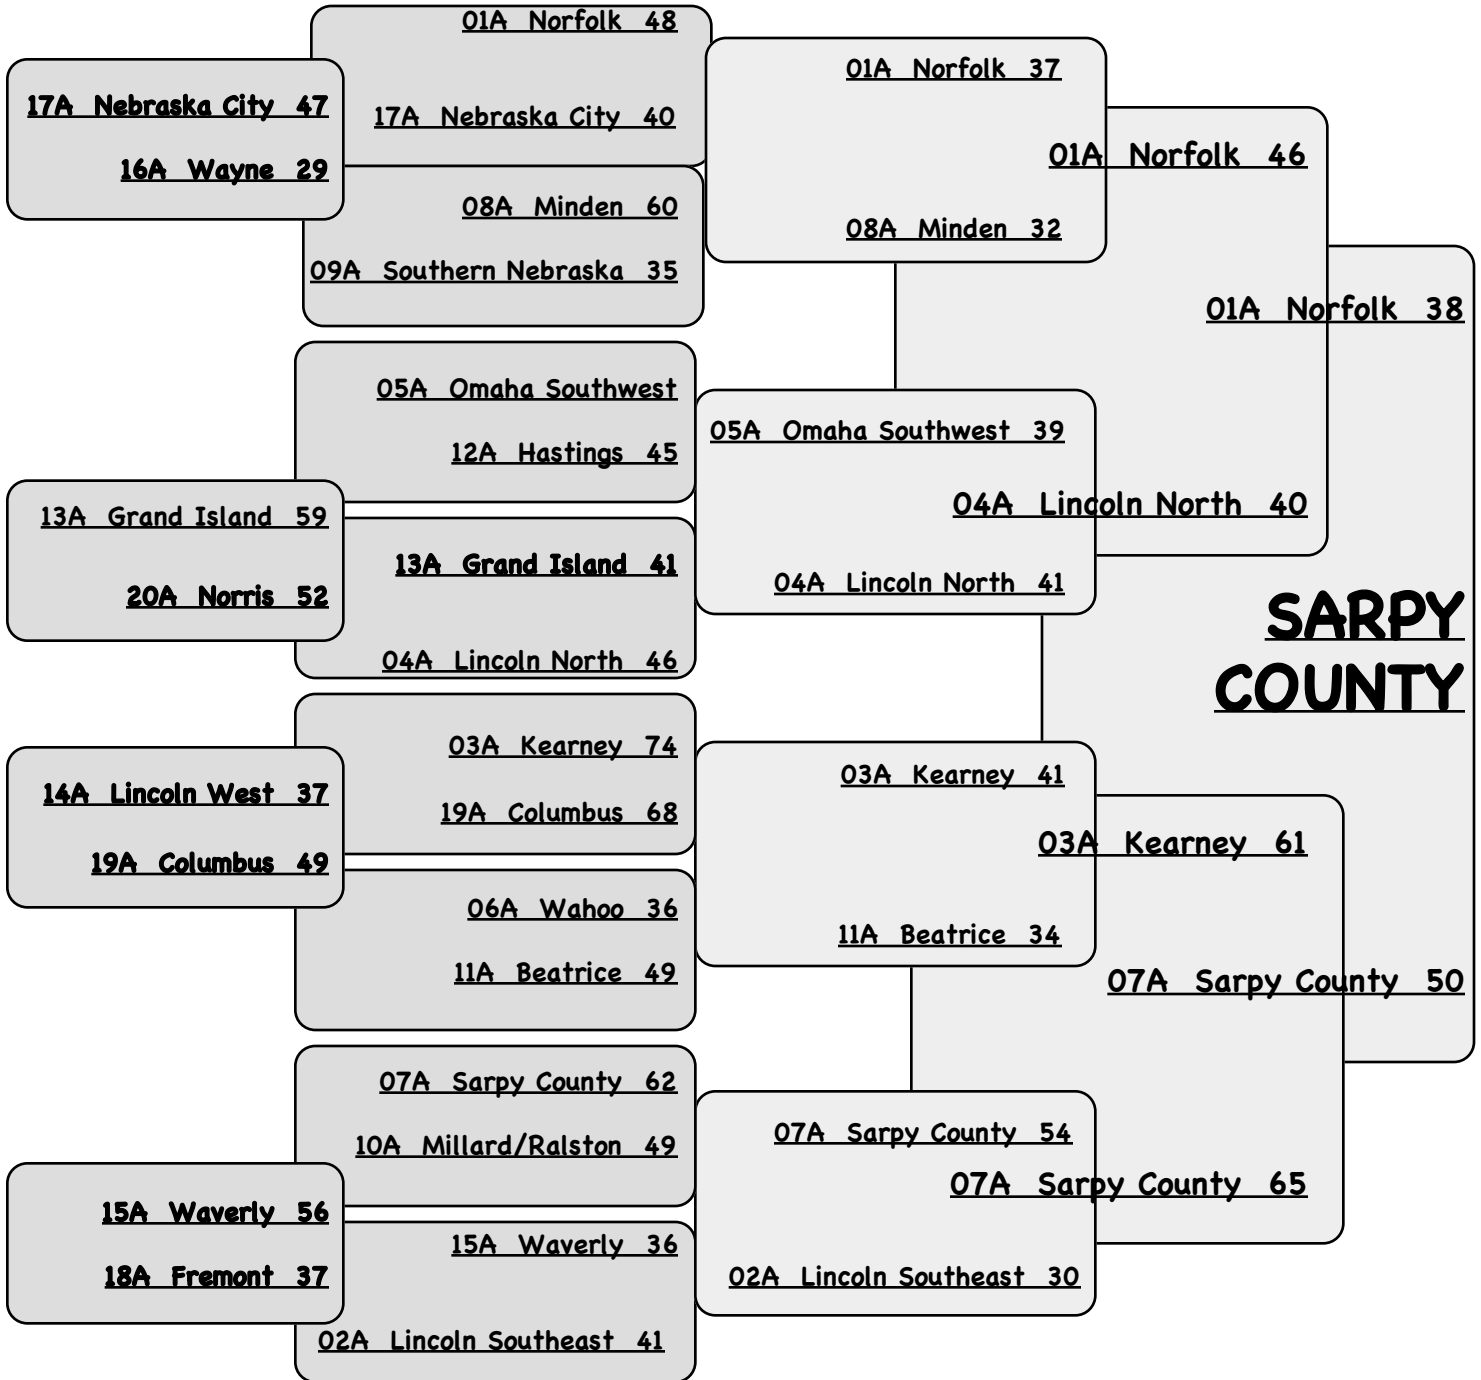 01A Norfolk 48
17A Nebraska City 47
17A Nebraska City 40
16A Wayne 29
08A Minden 60
09A Southern Nebraska 35
05A Omaha Southwest
12A Hastings 45
13A Grand Island 59
20A Norris 52
13A Grand Island 41
04A Lincoln North 46
03A Kearney 74
14A Lincoln West 37
19A Columbus 68
19A Columbus 49
06A Wahoo 36
11A Beatrice 49
07A Sarpy County 62
10A Millard/Ralston 49
15A Waverly 56
18A Fremont 37
15A Waverly 36
02A Lincoln Southeast 41
01A Norfolk 37
08A Minden 32
05A Omaha Southwest 39
04A Lincoln North 41
03A Kearney 41
11A Beatrice 34
07A Sarpy County 54
02A Lincoln Southeast 30
01A Norfolk 46
04A Lincoln North 40
03A Kearney 61
07A Sarpy County 65
01A Norfolk 38
07A Sarpy County 50
SARPY
COUNTY